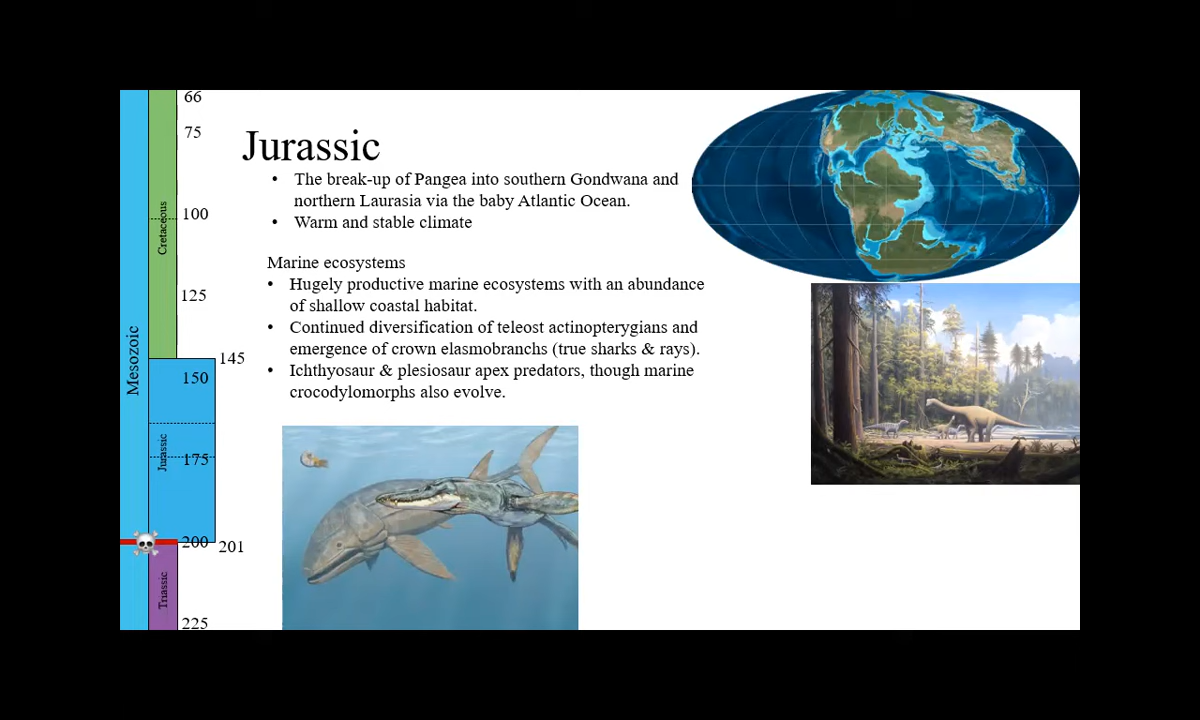 66
75
100
Cretaceous
125
Mesozoic
145
150
Jurassic
175
200
201
Triassic
225
Jurassic
• The break-up of Pangea into southern Gondwana and
northern Laurasia via the baby Atlantic Ocean.
• Warm and stable climate
Marine ecosystems
• Hugely productive marine ecosystems with an abundance
of shallow coastal habitat.
• Continued diversification of teleost actinopterygians and
emergence of crown elasmobranchs (true sharks & rays).
• Ichthyosaur & plesiosaur apex predators, though marine
crocodylomorphs also evolve.